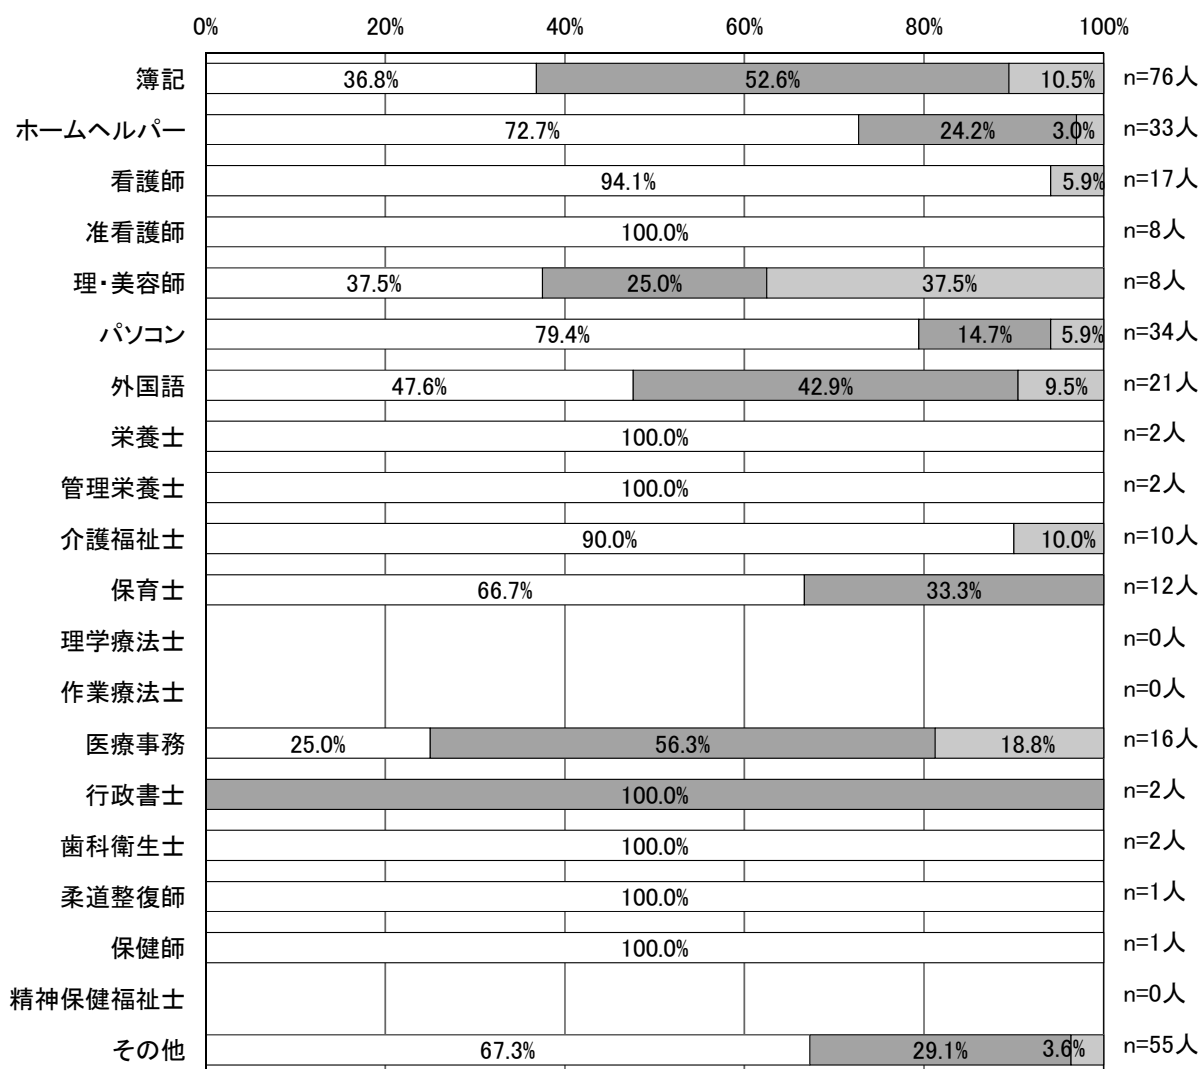 0% 20% 40% 60% 80% 100%
簿記 36.8% 52.6% 10.5% n=76人
ホームヘルパー 72.7% 24.2% 3.0% n=33人
看護師 94.1% 5.9% n=17人
准看護師 100.0% n=8人
理・美容師 37.5% 25.0% 37.5% n=8人
パソコン 79.4% 14.7% 5.9% n=34人
外国語 47.6% 42.9% 9.5% n=21人
栄養士 100.0% n=2人
管理栄養士 100.0% n=2人
介護福祉士 90.0% 10.0% n=10人
保育士 66.7% 33.3% n=12人
理学療法士 n=0人
作業療法士 n=0人
医療事務 25.0% 56.3% 18.8% n=16人
行政書士 100.0% n=2人
歯科衛生士 100.0% n=2人
柔道整復師 100.0% n=1人
保健師 100.0% n=1人
精神保健福祉士 n=0人
その他 67.3% 29.1% 3.6% n=55人